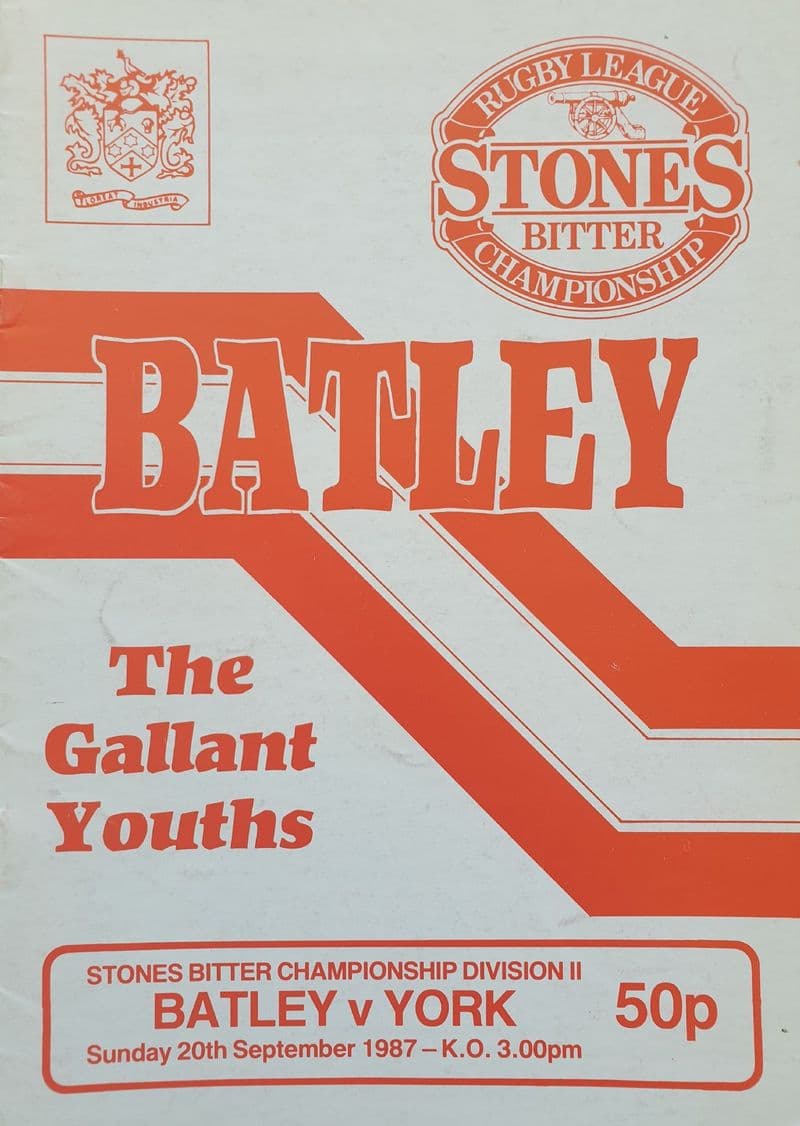 FLOREAT INDUSTRIA
RUGBY LEAGUE
STONES
BITTER
CHAMPIONSHIP
BATLEY
The
Gallant
Youths
STONES BITTER CHAMPIONSHIP DIVISION II
BATLEY v YORK
50p
Sunday 20th September 1987 – K.O. 3.00pm